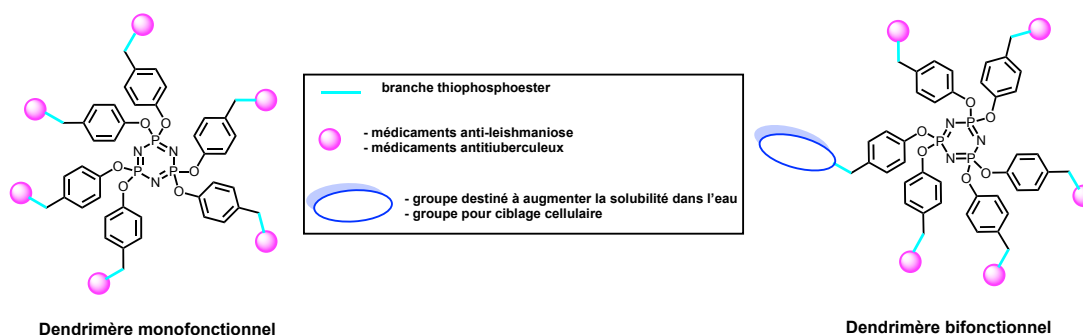 branche thiophosphoester
- médicaments anti-leishmaniose
- médicaments antituberculeux
- groupe destiné à augmenter la solubilité dans l'eau
- groupe pour ciblage cellulaire
O
O
O
O
O
O
P
P
P
N
N
N
O
O
O
O
O
O
P
P
P
N
N
N
Dendrimère monofonctionnel
Dendrimère bifonctionnel